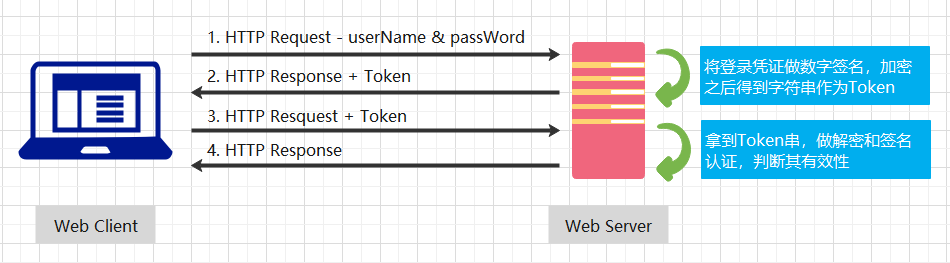 1. HTTP Request - userName & passWord
2. HTTP Response + Token
3. HTTP Resquest + Token
4. HTTP Response
将登录凭证做数字签名，加密
之后得到字符串作为Token
拿到Token串，做解密和签名
认证，判断其有效性
Web Client
Web Server